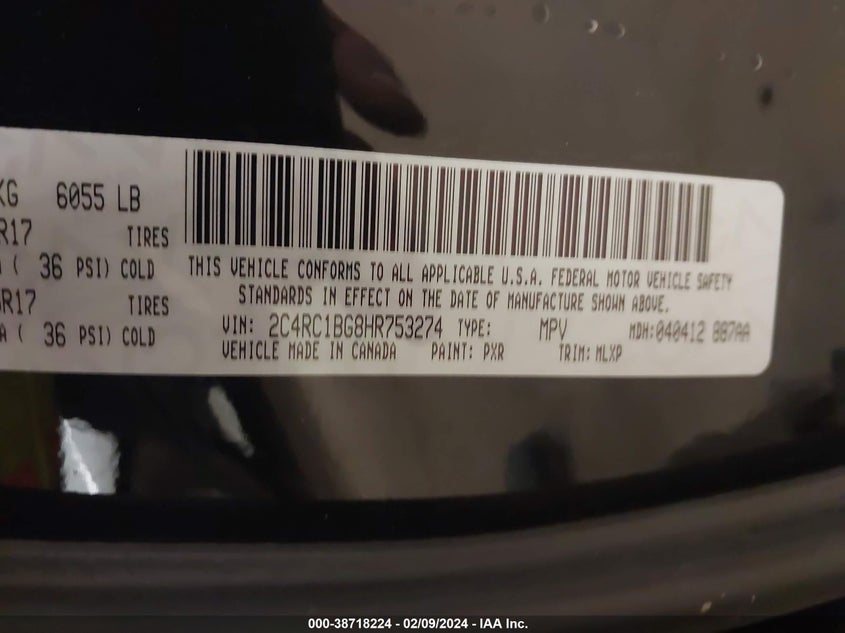 KG 6055 LB
R17 TIRES
( 36 PSI) COLD
R17 TIRES
A ( 36 PSI) COLD
THIS VEHICLE CONFORMS TO ALL APPLICABLE U.S.A. FEDERAL MOTOR VEHICLE SAFETY
STANDARDS IN EFFECT ON THE DATE OF MANUFACTURE SHOWN ABOVE.
VIN: 2C4RC1BG8HR753274 TYPE: MPV MDH:040412 887AA
VEHICLE MADE IN CANADA PAINT: PXR TRIM: MLXP
000-38718224 - 02/09/2024 - IAA Inc.